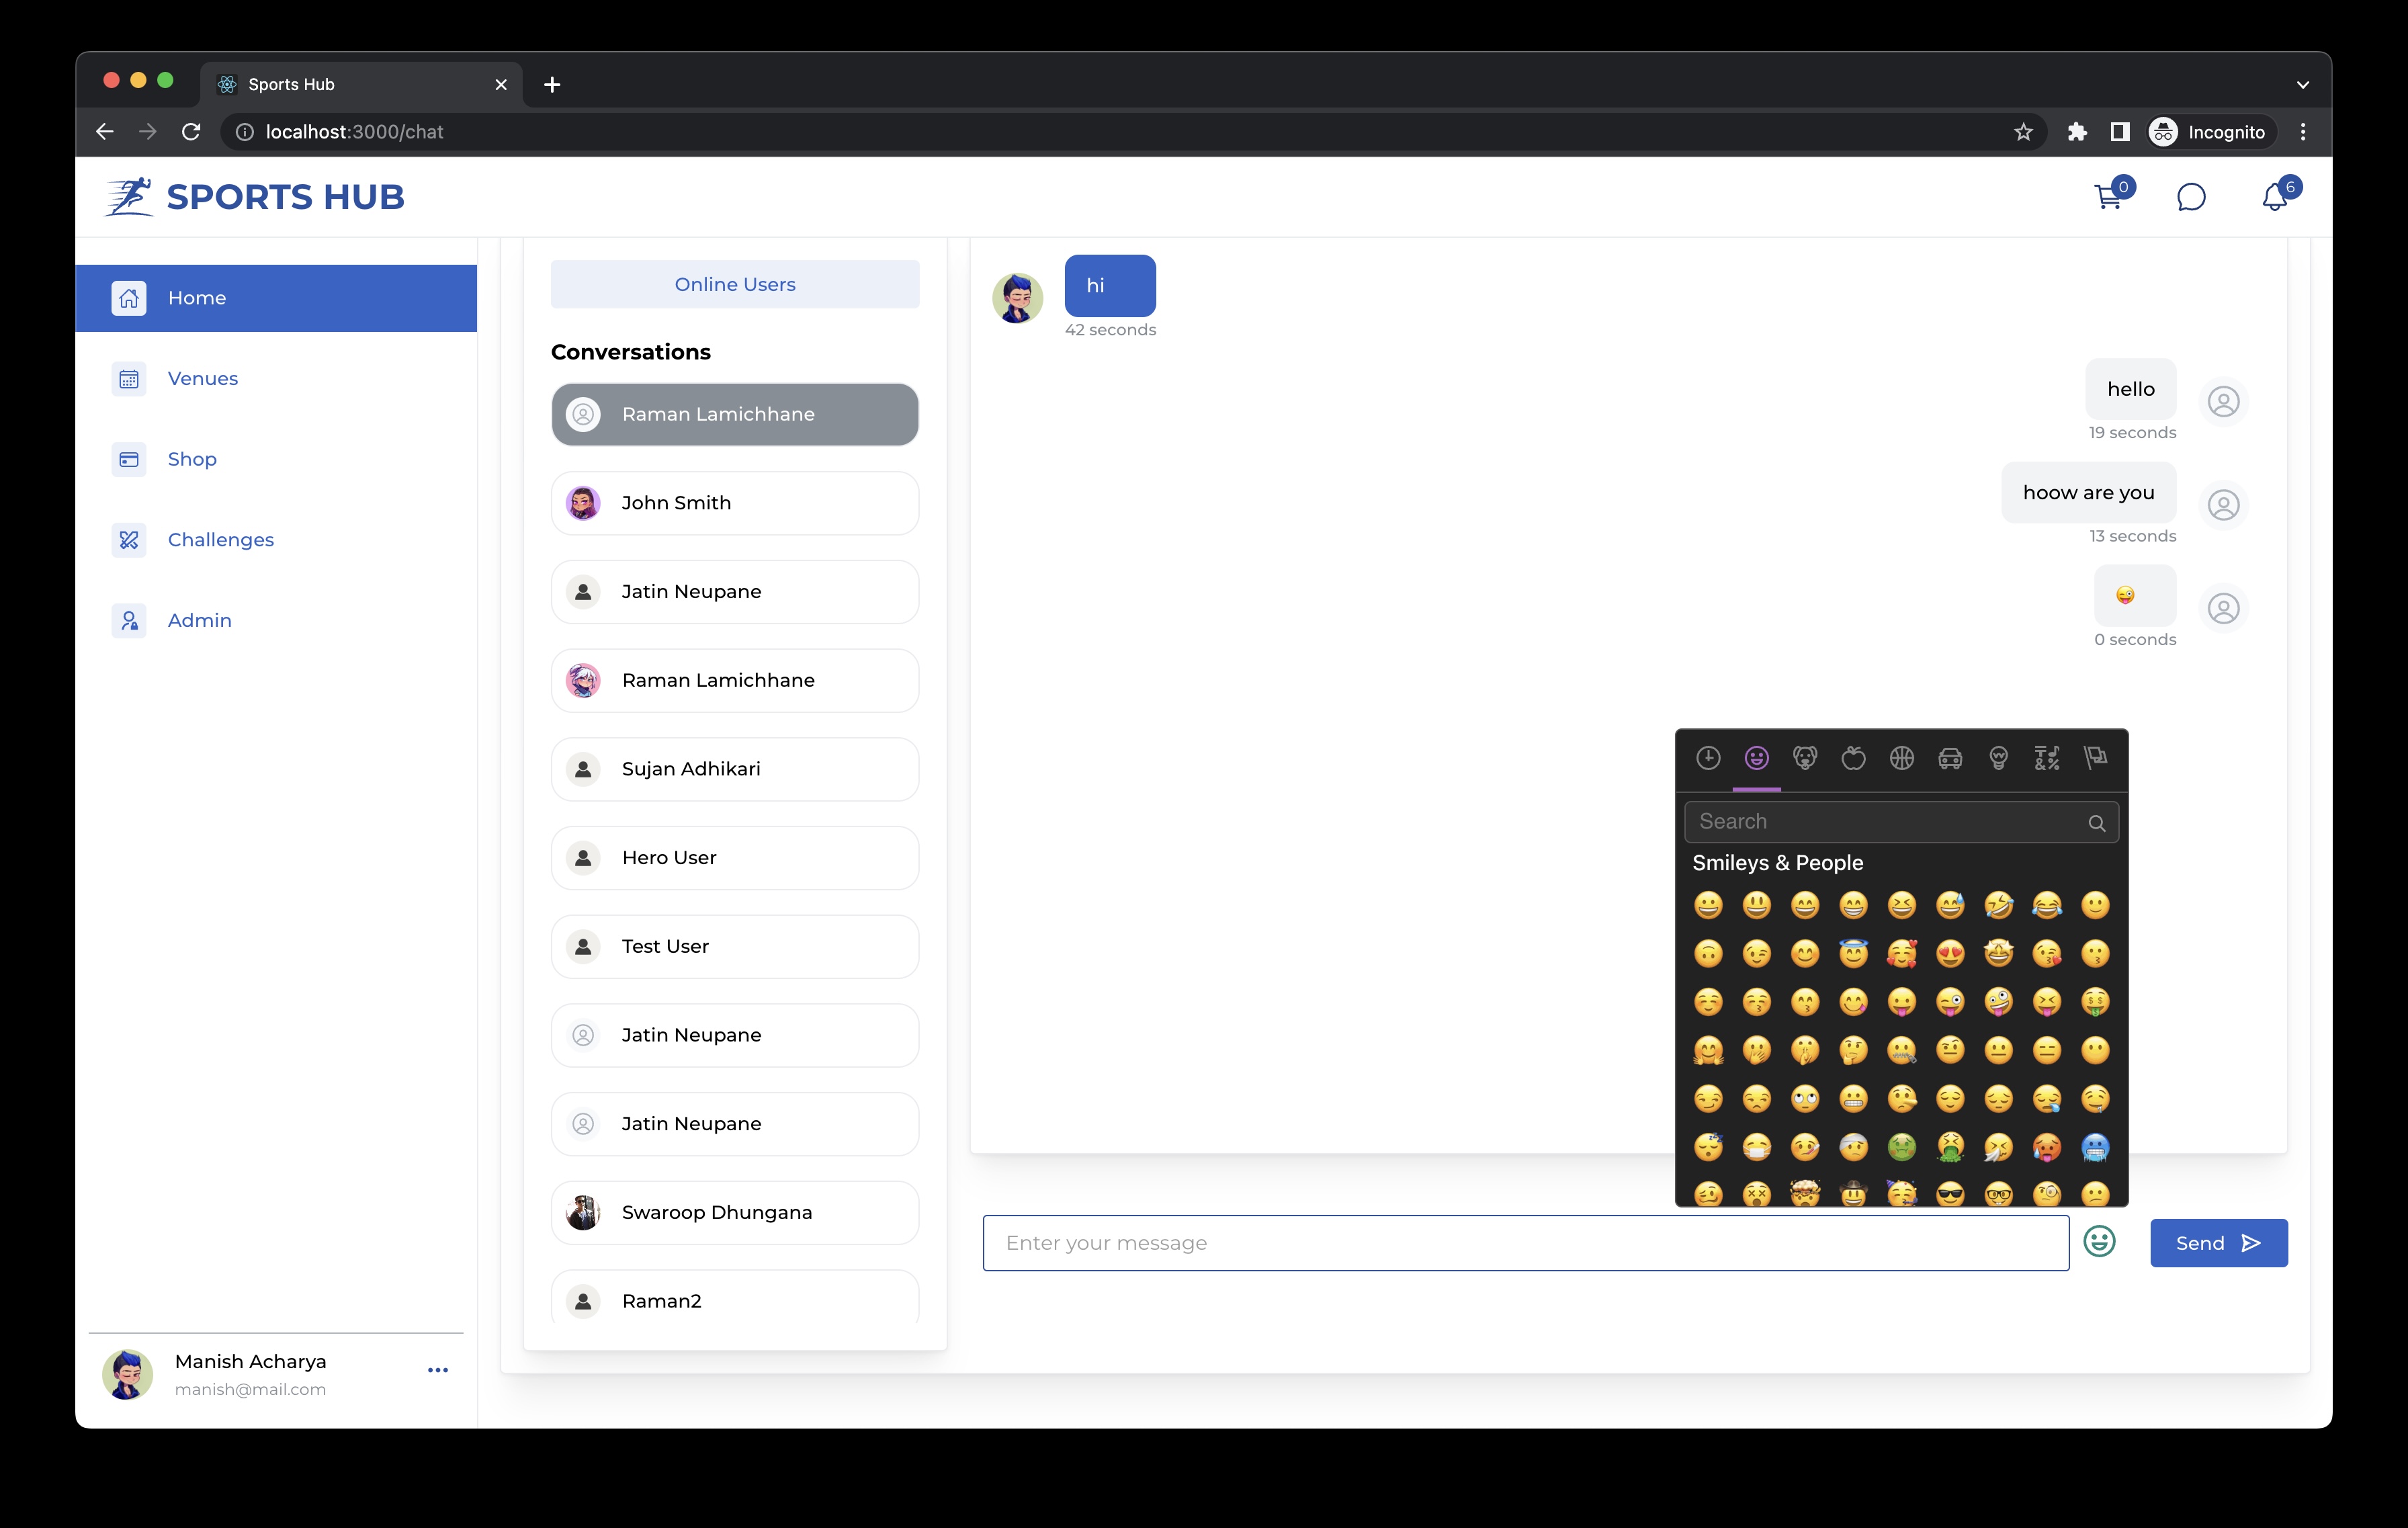 Sports Hub
localhost:3000/chat
Incognito
SPORTS HUB
0
6
Home
Venues
Shop
Challenges
Admin
Manish Acharya
manish@mail.com
Online Users
Conversations
Raman Lamichhane
John Smith
Jatin Neupane
Raman Lamichhane
Sujan Adhikari
Hero User
Test User
Jatin Neupane
Jatin Neupane
Swaroop Dhungana
Raman2
hi
42 seconds
hello
19 seconds
hoow are you
13 seconds
😜
0 seconds
Search
Smileys & People
Enter your message
Send